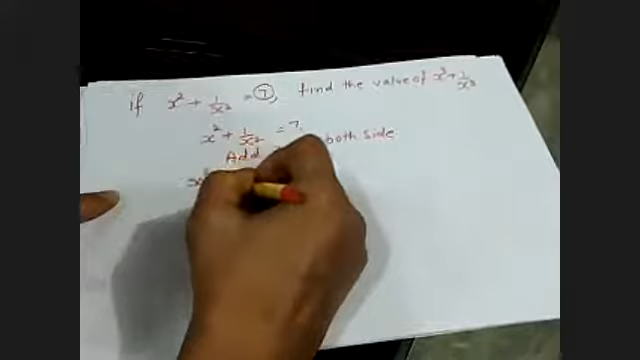 if x² + 1/x² = 7, find the value of x³ + 1/x³
x² + 1/x² = 7
Add both side